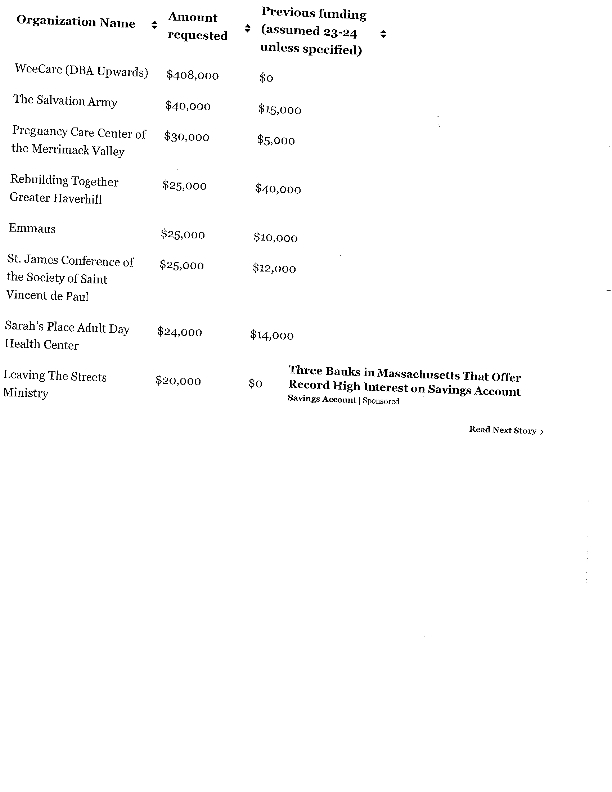 Organization Name Amount requested Previous funding (assumed 23-24 unless specified)
WeeCare (DBA Upwards) $408,000 $0
The Salvation Army $40,000 $15,000
Pregnancy Care Center of $30,000 $5,000
the Merrimack Valley
Rebuilding Together $25,000 $40,000
Greater Haverhill
Emmaus $25,000 $10,000
St. James Conference of $25,000 $12,000
the Society of Saint
Vincent de Paul
Sarah's Place Adult Day $24,000 $14,000
Health Center
Leaving The Streets $20,000 $0
Ministry
Three Banks in Massachusetts That Offer
Record High Interest on Savings Account
Savings Account | Sponsored
Read Next Story >